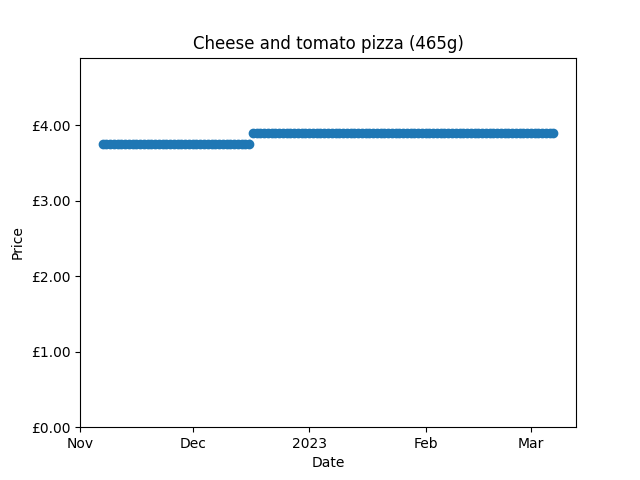 Cheese and tomato pizza (465g)
£4.00
£3.00
£2.00
£1.00
£0.00
Price
Nov Dec 2023 Feb Mar
Date